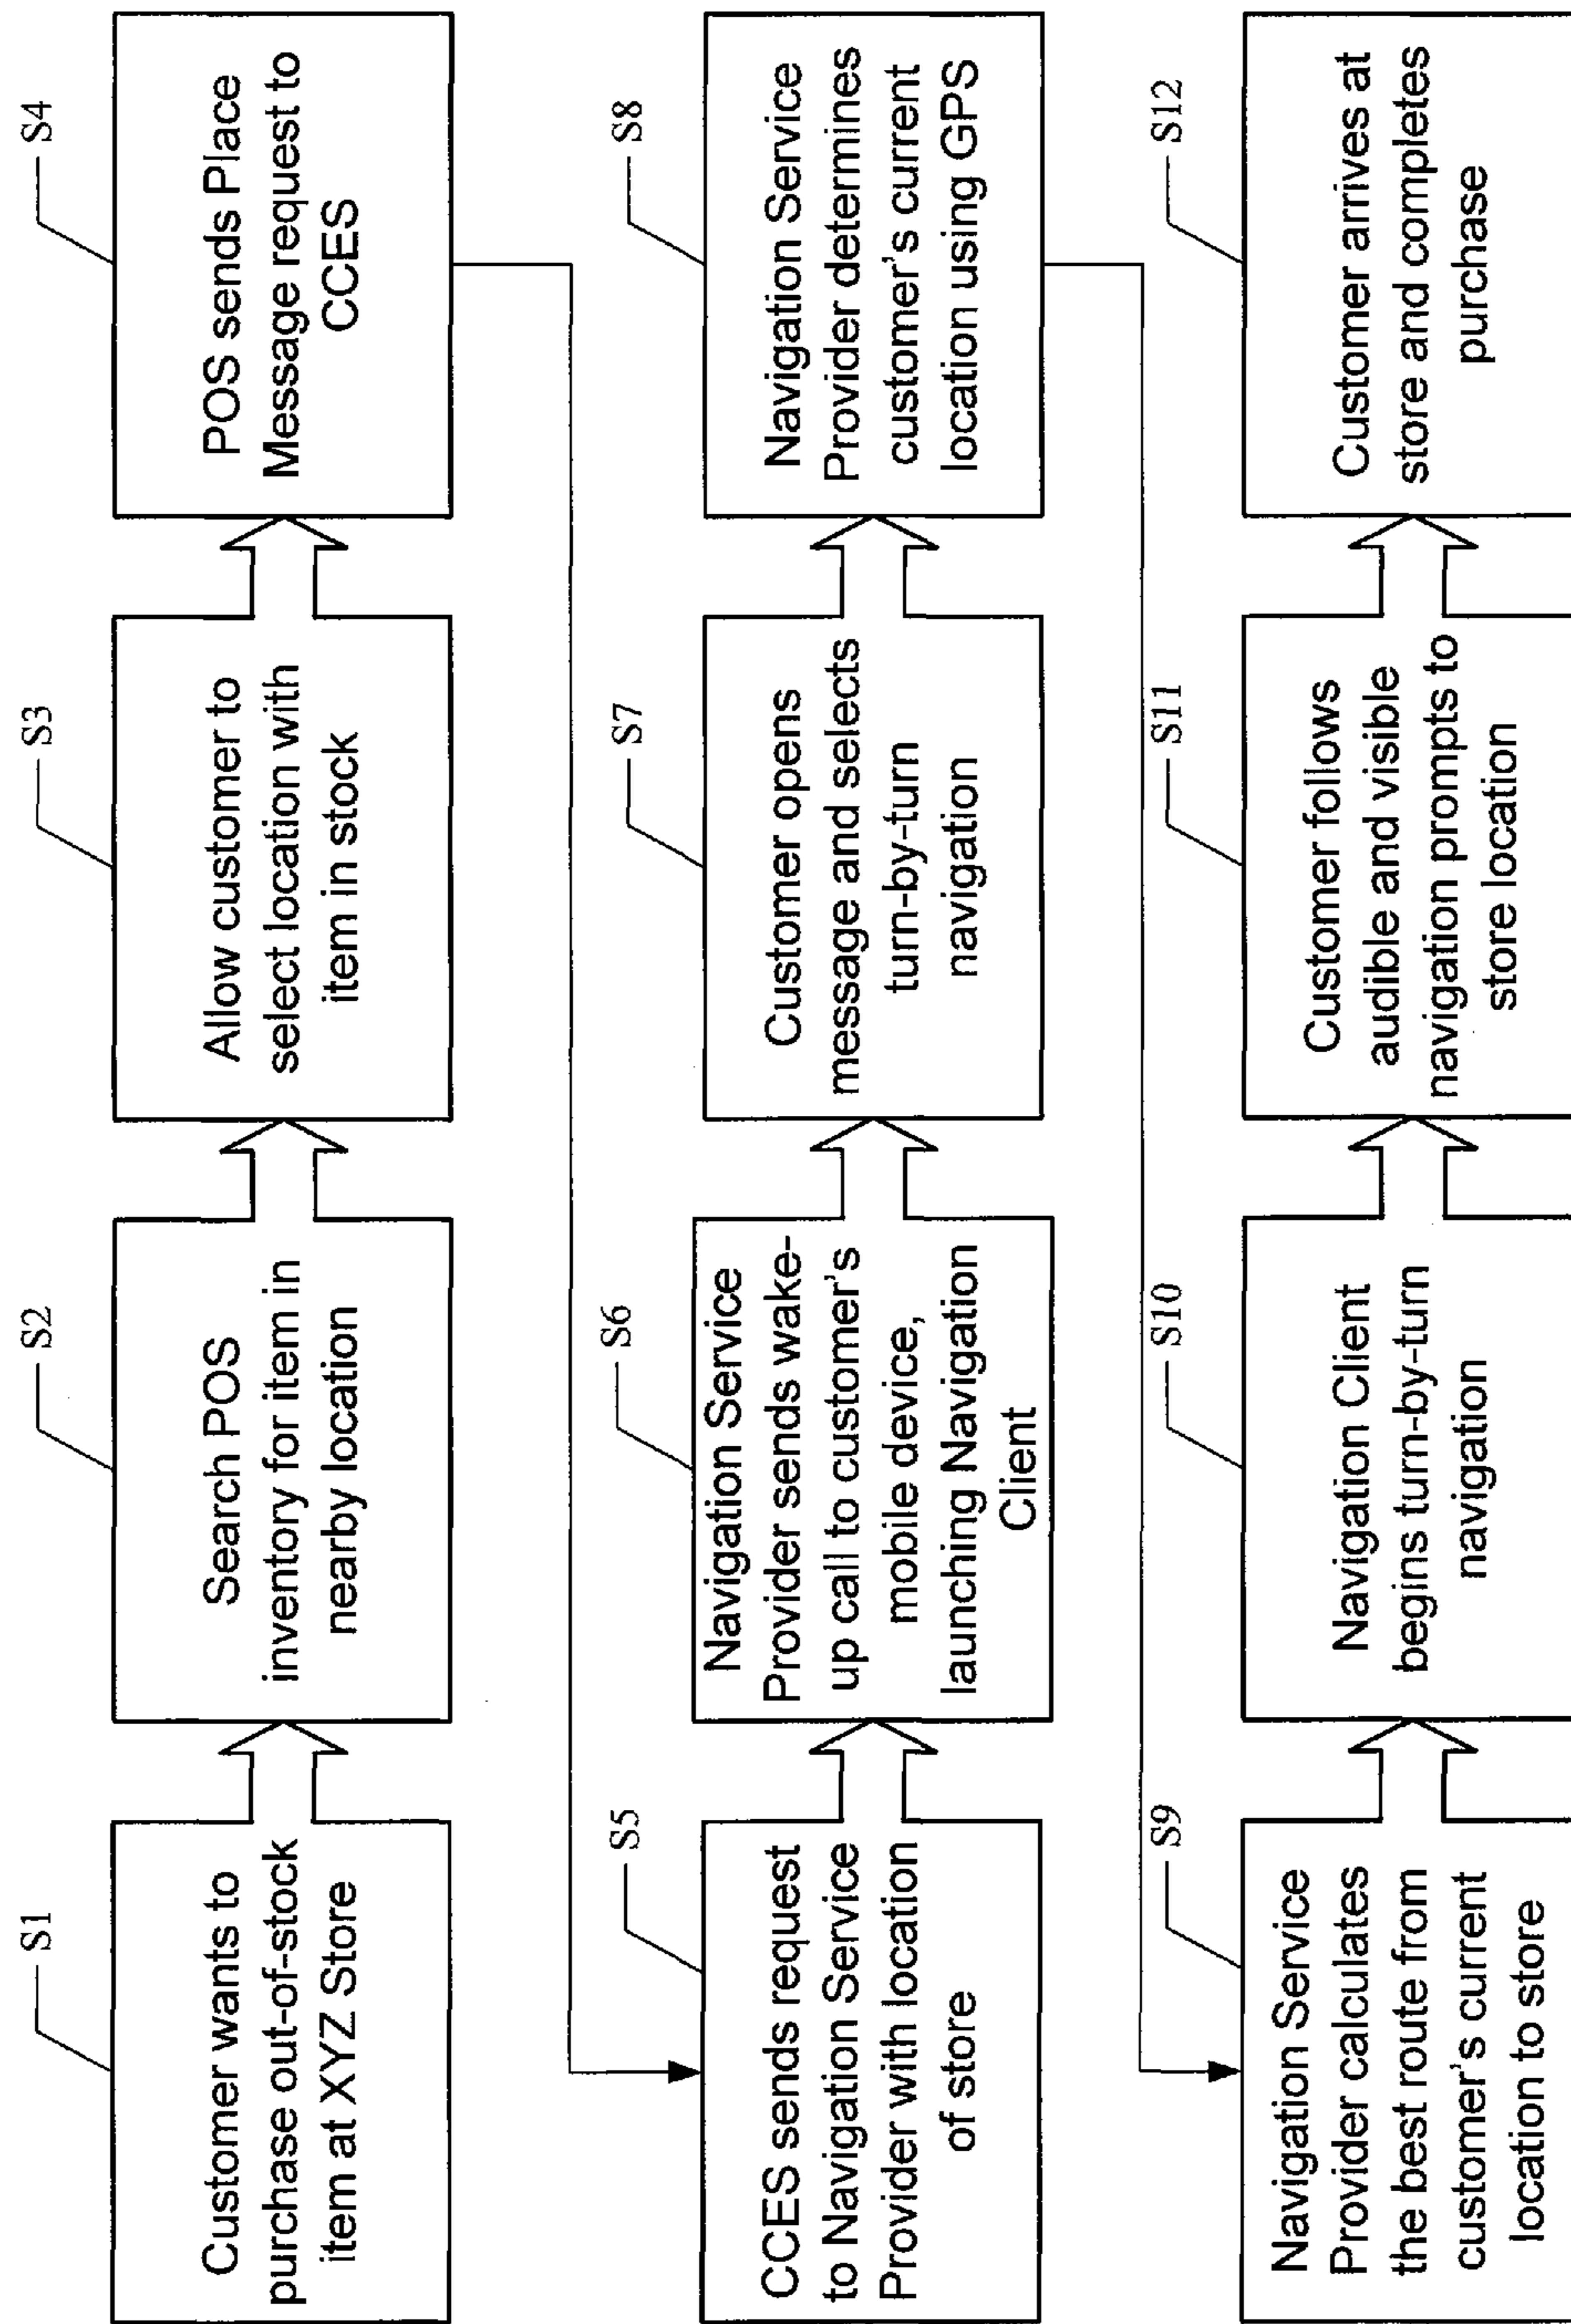 S1
Customer wants to
purchase out-of-stock
item at XYZ Store
S2
Search POS
inventory for item in
nearby location
S3
Allow customer to
select location with
item in stock
S4
POS sends Place
Message request to
CCES
S5
CCES sends request
to Navigation Service
Provider with location
of store
S6
Navigation Service
Provider sends wake-
up call to customer's
mobile device,
launching Navigation
Client
S7
Customer opens
message and selects
turn-by-turn
navigation
S8
Navigation Service
Provider determines
customer's current
location using GPS
S9
Navigation Service
Provider calculates
the best route from
customer's current
location to store
S10
Navigation Client
begins turn-by-turn
navigation
S11
Customer follows
audible and visible
navigation prompts to
store location
S12
Customer arrives at
store and completes
purchase